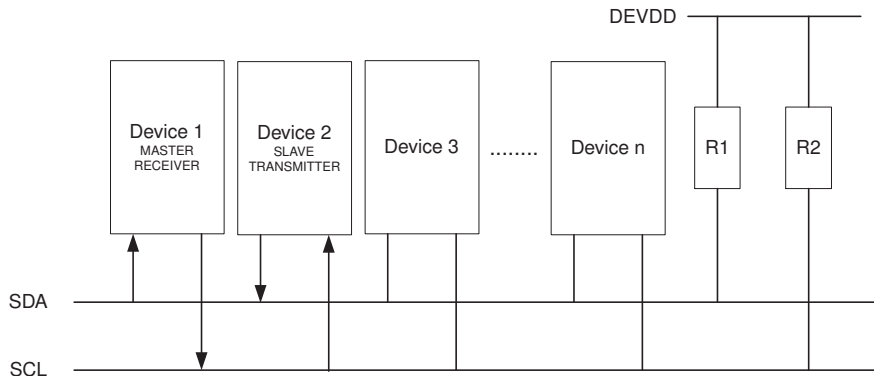 DEVDD
Device 1
MASTER
RECEIVER
Device 2
SLAVE
TRANSMITTER
Device 3
........
Device n
R1
R2
SDA
SCL